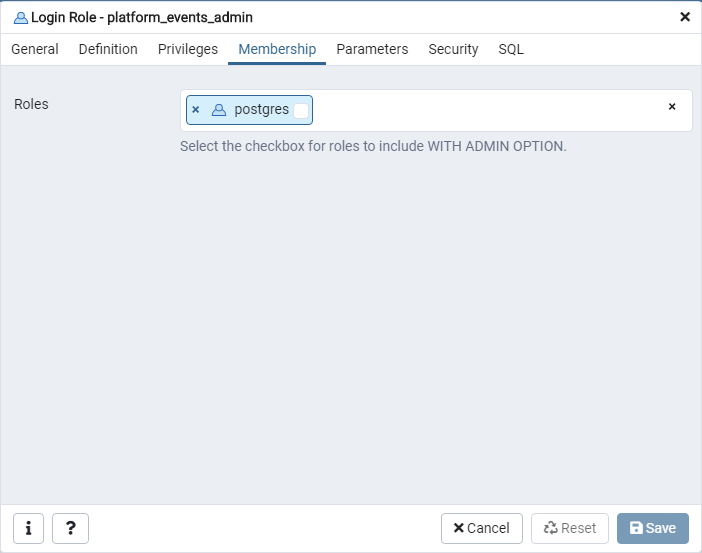 Login Role - platform_events_admin
General Definition Privileges Membership Parameters Security SQL
Roles
× postgres ×
Select the checkbox for roles to include WITH ADMIN OPTION.
i ? Cancel Reset Save